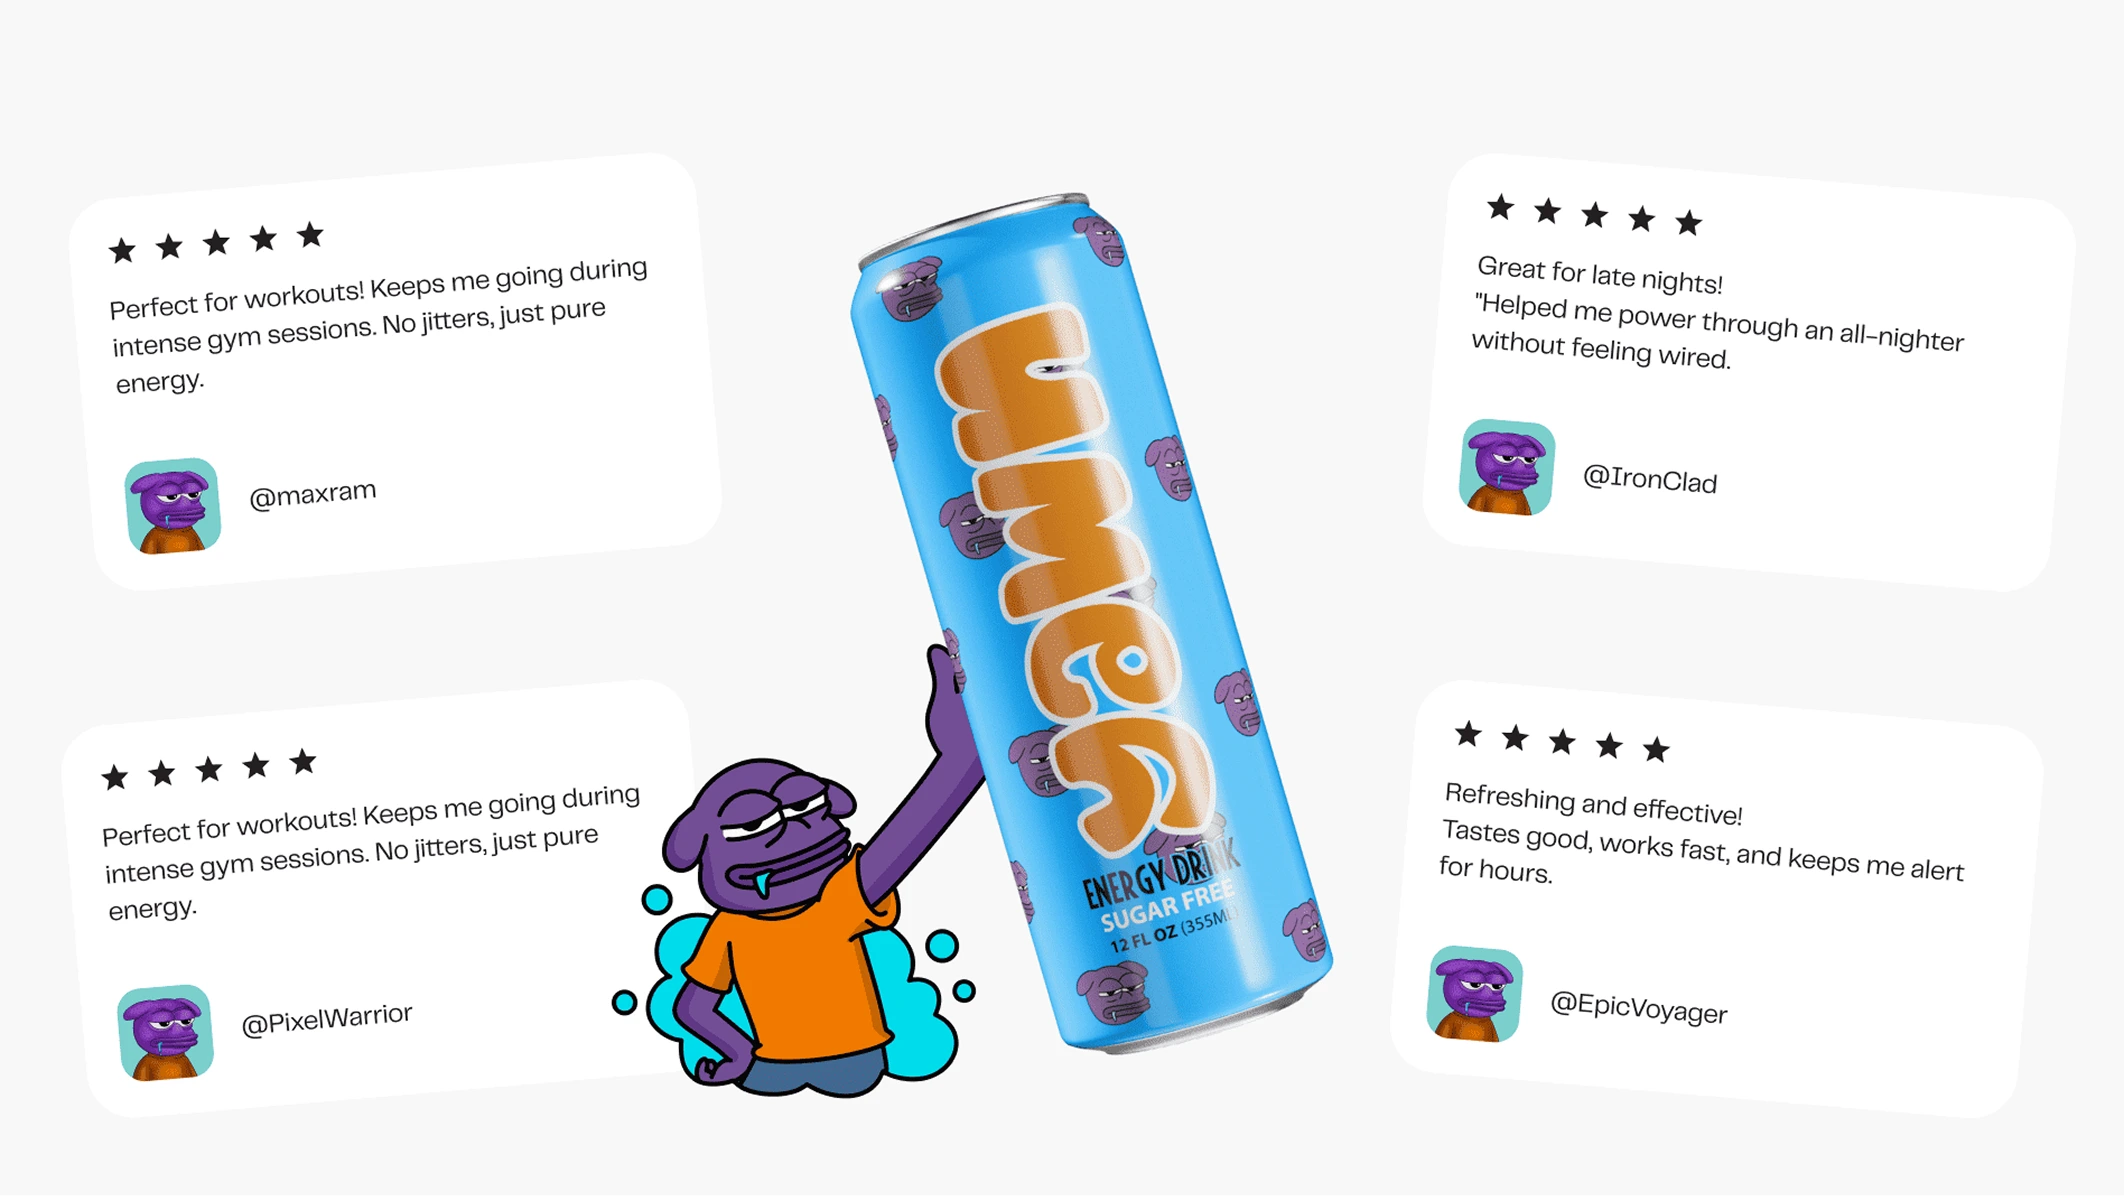 ★ ★ ★ ★ ★
Perfect for workouts! Keeps me going during
intense gym sessions. No jitters, just pure
energy.
@maxram
★ ★ ★ ★ ★
Perfect for workouts! Keeps me going during
intense gym sessions. No jitters, just pure
energy.
@PixelWarrior
ENERGY DRINK
SUGAR FREE
12 FL OZ (355ML)
★ ★ ★ ★ ★
Great for late nights!
"Helped me power through an all-nighter
without feeling wired.
@IronClad
★ ★ ★ ★ ★
Refreshing and effective!
Tastes good, works fast, and keeps me alert
for hours.
@EpicVoyager